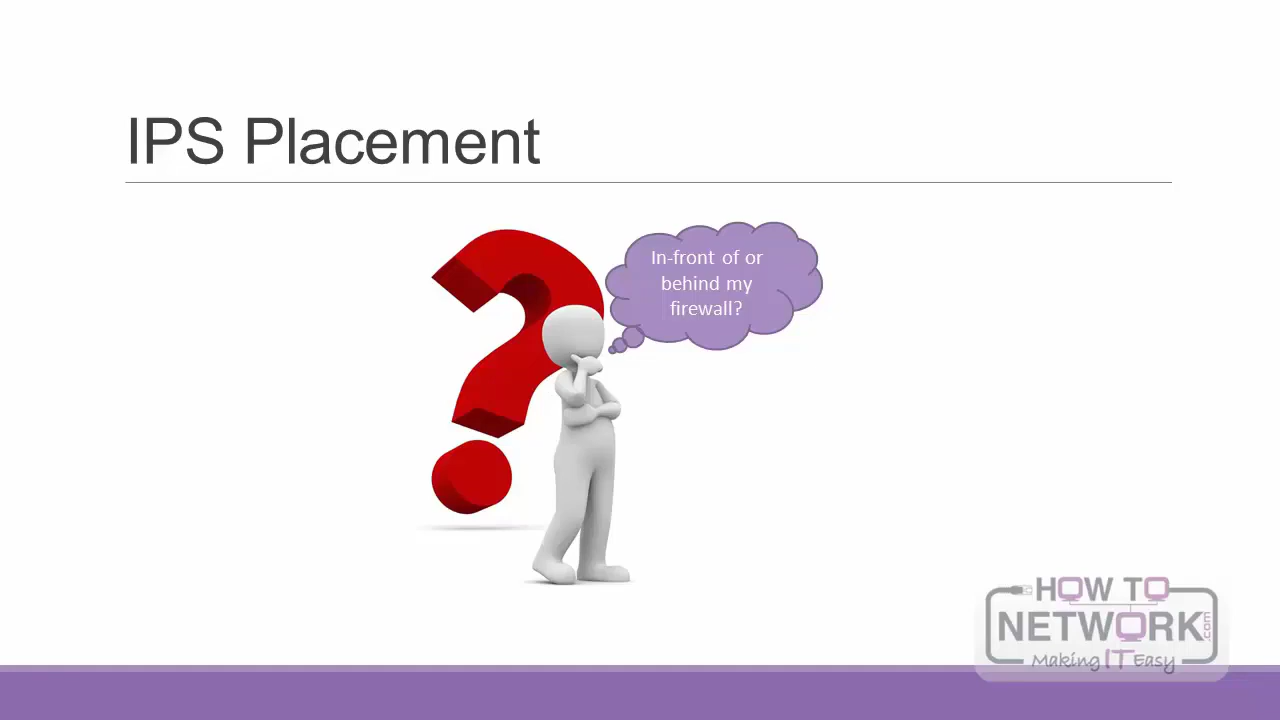 IPS Placement
In-front of or
behind my
firewall?
HOW TO
NETWORK.com
Making IT Easy